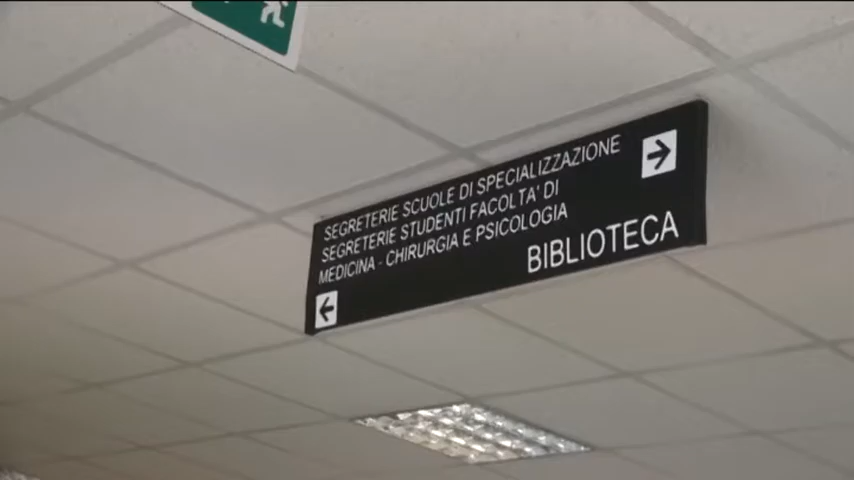 SEGRETERIE SCUOLE DI SPECIALIZZAZIONE
SEGRETERIE STUDENTI FACOLTA' DI
MEDICINA - CHIRURGIA E PSICOLOGIA
BIBLIOTECA